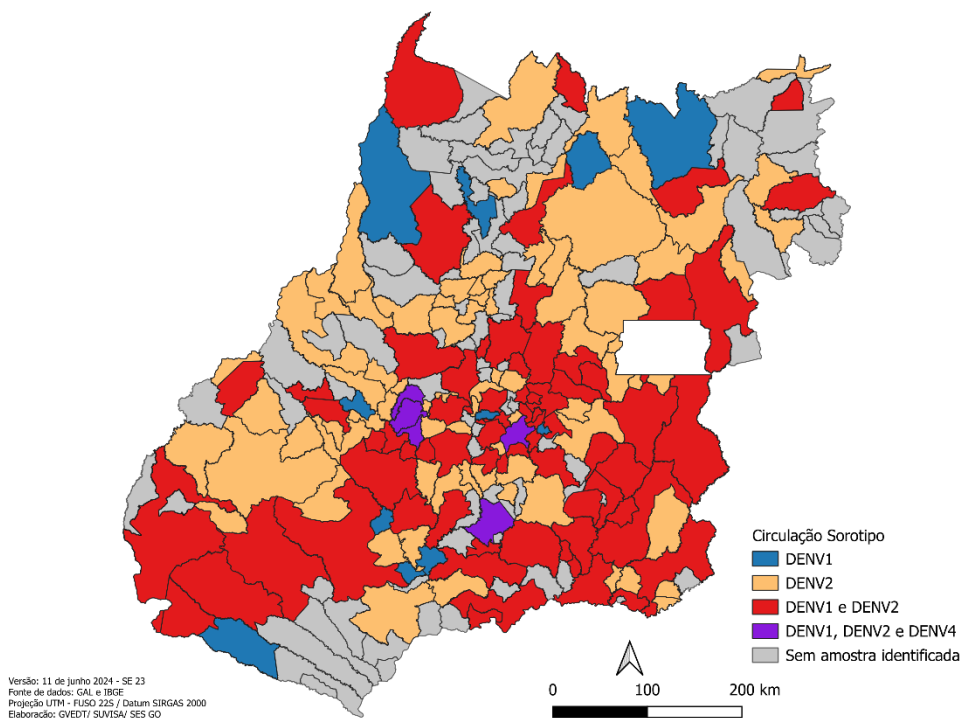 Circulação Sorotipo
DENV1
DENV2
DENV1 e DENV2
DENV1, DENV2 e DENV4
Sem amostra identificada
0 100 200 km
Versão: 11 de junho 2024 - SE 23
Fonte de dados: GAL e IBGE
Projeção UTM - FUSO 22S / Datum SIRGAS 2000
Elaboração: GVEDT/ SUVISA/ SES GO